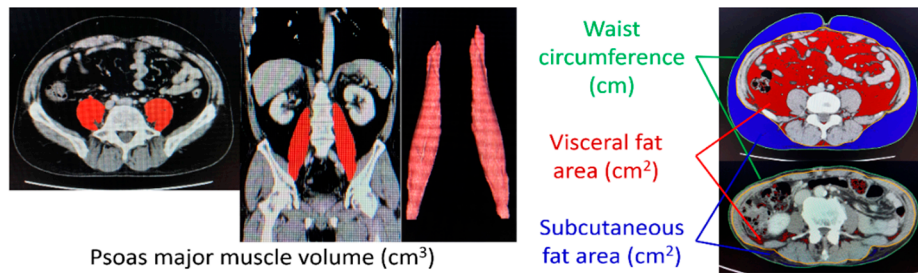 Psoas major muscle volume (cm³)
Waist
circumference
(cm)
Visceral fat
area (cm²)
Subcutaneous
fat area (cm²)